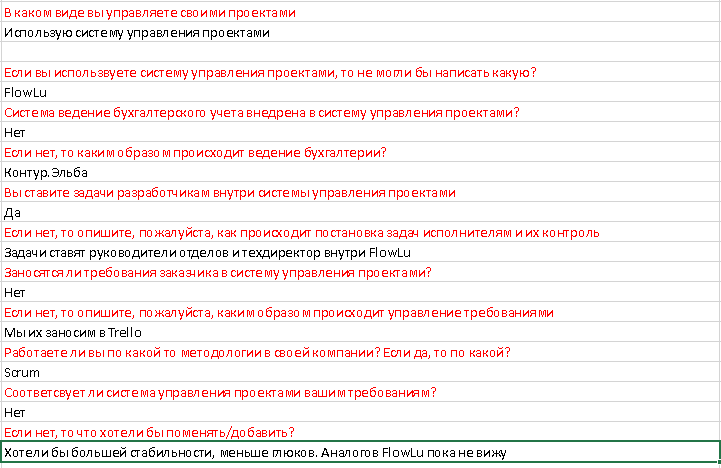 В каком виде вы управляете своими проектами
Использую систему управления проектами
Если вы использвуете систему управления проектами, то не могли бы написать какую?
FlowLu
Система ведение бухгалтерского учета внедрена в систему управления проектами?
Нет
Если нет, то каким образом происходит ведение бухгалтерии?
Контур.Эльба
Вы ставите задачи разработчикам внутри системы управления проектами
Да
Если нет, то опишите, пожалуйста, как происходит постановка задач исполнителям и их контроль
Задачи ставят руководители отделов и техдиректор внутри FlowLu
Заносятся ли требования заказчика в систему управления проектами?
Нет
Если нет, то опишите, пожалуйста, каким образом происходит управление требованиями
Мы их заносим в Trello
Работаете ли вы по какой то методологии в своей компании? Если да, то по какой?
Scrum
Соответсвует ли система управления проектами вашим требованиям?
Нет
Если нет, то что хотели бы поменять/добавить?
Хотели бы большей стабильности, меньше глюков. Аналогов FlowLu пока не вижу